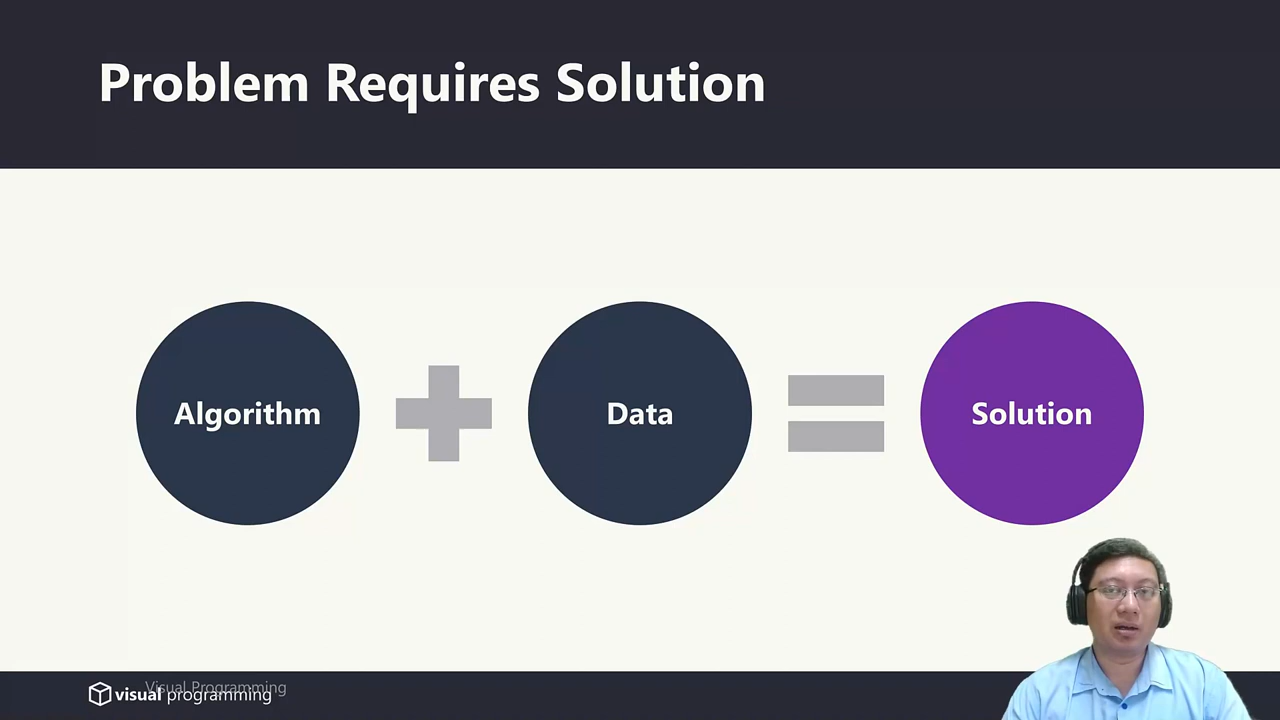 Problem Requires Solution
Algorithm
Data
Solution
Visual Programming
visual programming